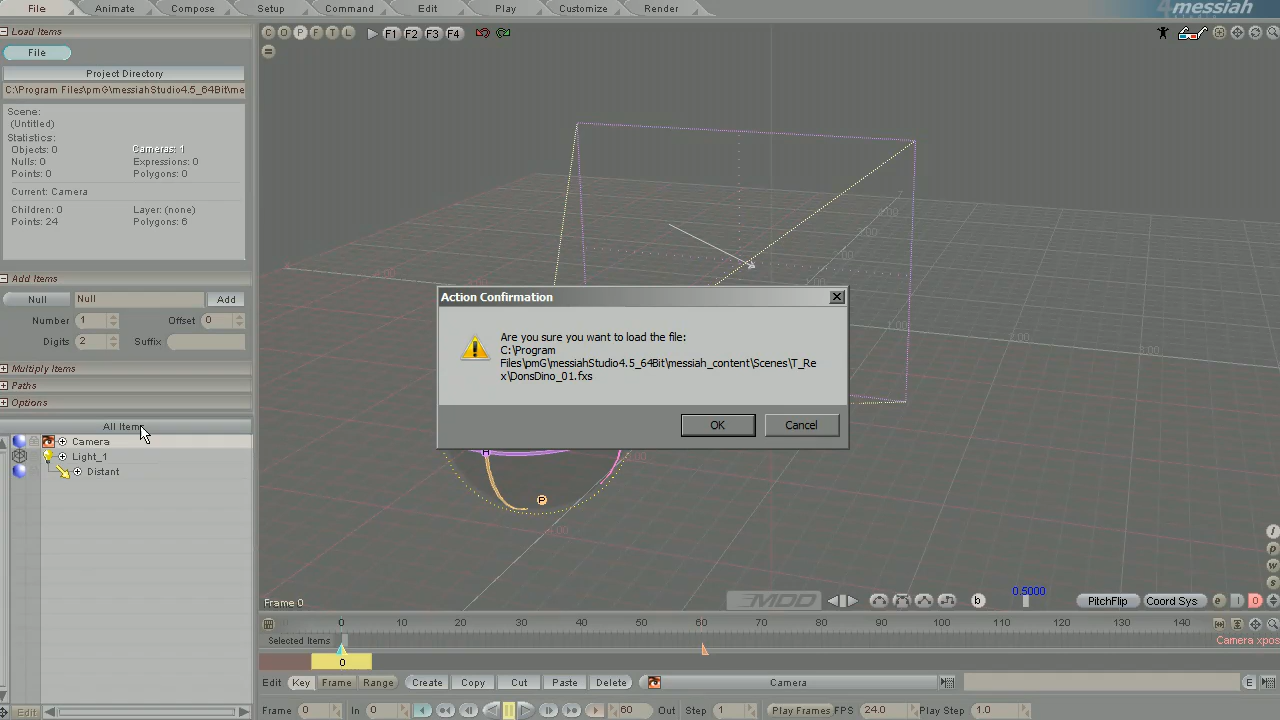 File Animate Compose Setup Command Edit Play Customize Render 4messiah
Load Items
File
Project Directory
C:\Program Files\pmG\messiahStudio4.5_64Bit\me
Scene:
(Untitled)
Statistics:
Objects: 0 Cameras: 1
Nulls: 0 Expressions: 0
Points: 0 Polygons: 0
Current: Camera
Children: 0 Layer: (none)
Points: 24 Polygons: 6
Add Items
Null Null Add
Number 1 Offset 0
Digits 2 Suffix
Multiply Items
Paths
Options
All Items
Camera
Light_1
Distant
Edit
C O P F T L F1 F2 F3 F4
Action Confirmation
Are you sure you want to load the file:
C:\Program
Files\pmG\messiahStudio4.5_64Bit\messiah_content\Scenes\T_Re
x\DonsDino_01.fxs
OK Cancel
H
P
Frame 0
MDD
b
0.5000
PitchFlip Coord Sys e I 0
i
p
w
s
0 10 20 30 40 50 60 70 80 90 100 110 120 130 140
Selected Items
Camera xpos
0
Edit Key Frame Range Create Copy Cut Paste Delete Camera E
Frame 0 In 0 60 Out Step 1 Play Frames FPS 24.0 Play Step 1.0